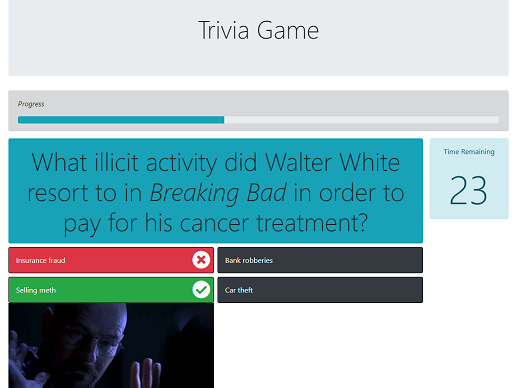 Trivia Game
Progress
What illicit activity did Walter White
resort to in Breaking Bad in order to
pay for his cancer treatment?
Time Remaining
23
Insurance fraud
Bank robberies
Selling meth
Car theft